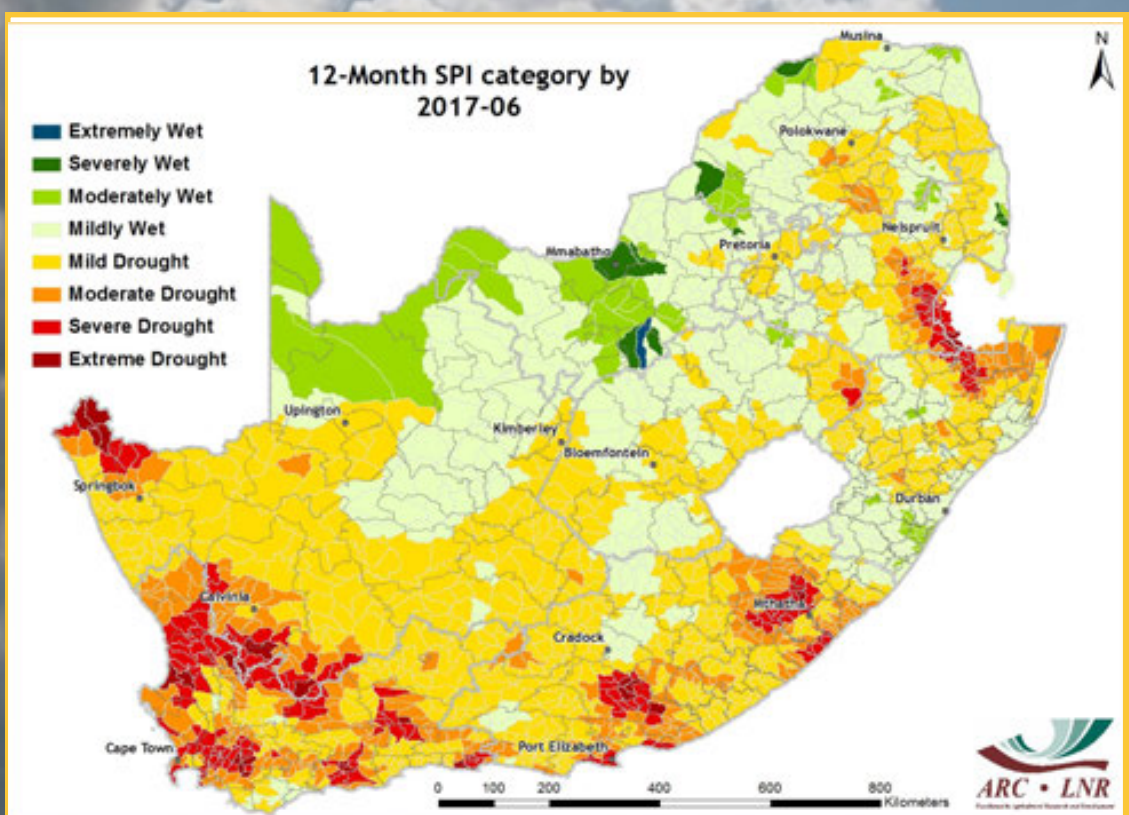 12-Month SPI category by
2017-06
N
Extremely Wet
Severely Wet
Moderately Wet
Mildly Wet
Mild Drought
Moderate Drought
Severe Drought
Extreme Drought
Musina
Polokwane
Nelspruit
Pretoria
Mmabatho
Upington
Kimberley
Bloemfontein
Springbok
Durban
Calvinia
Mthatha
Cradock
Cape Town
Port Elizabeth
0 100 200 400 600 800
Kilometers
ARC • LNR